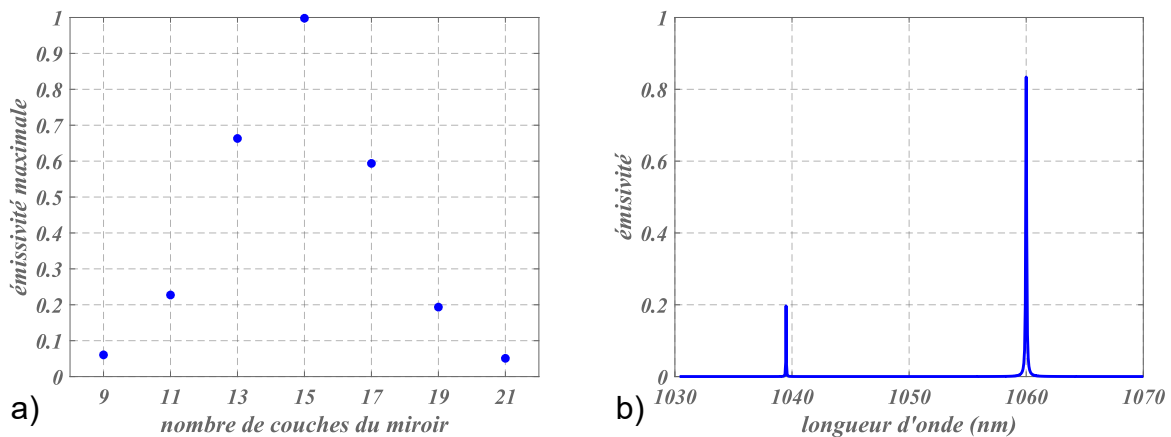 1
0.9
0.8
0.7
0.6
0.5
0.4
0.3
0.2
0.1
0
émissivité maximale
9 11 13 15 17 19 21
nombre de couches du miroir
a)
1
0.8
0.6
0.4
0.2
0
émisivité
1030 1040 1050 1060 1070
longueur d'onde (nm)
b)